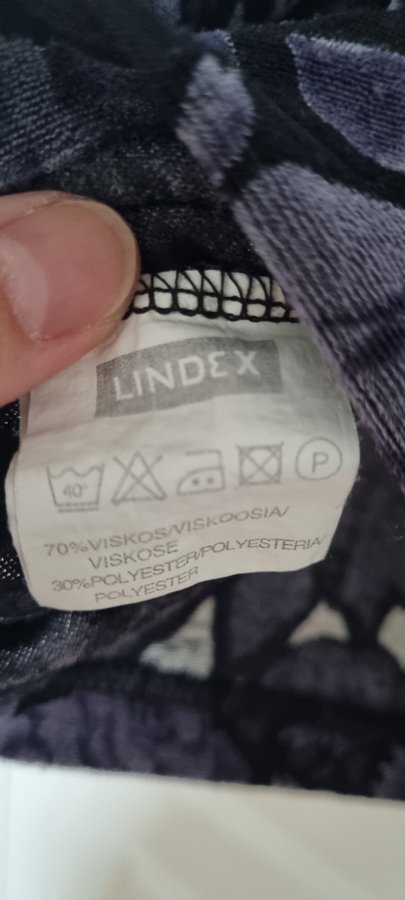 LINDEX
40° P
70%VISKOS/VISKOOSIA/
VISKOSE
30%POLYESTER/POLYESTERIA/
POLYESTER